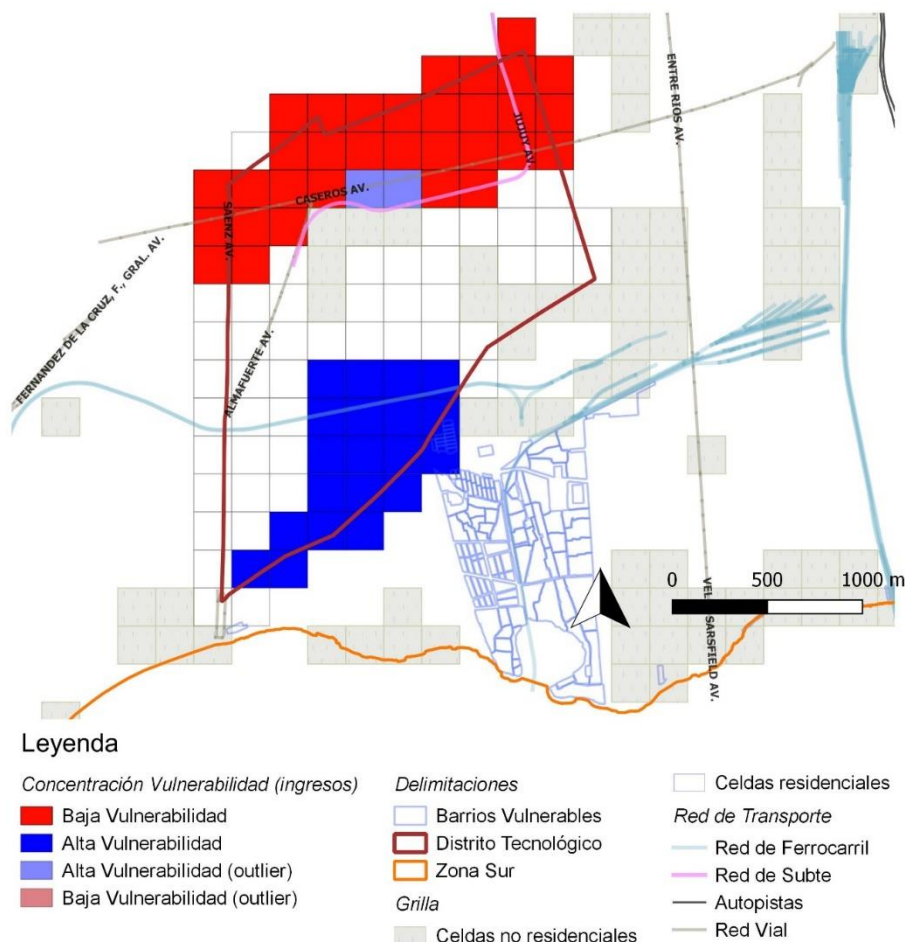 ENTRE RIOS AV.
JUJUY AV.
CASEROS AV.
SAENZ AV.
FERNANDEZ DE LA CRUZ, F., GRAL. AV.
ALMAFUERTE AV.
0 500 1000 m
VEL SARSFIELD AV.
Leyenda
Concentración Vulnerabilidad (ingresos)
Baja Vulnerabilidad
Alta Vulnerabilidad
Alta Vulnerabilidad (outlier)
Baja Vulnerabilidad (outlier)
Delimitaciones
Barrios Vulnerables
Distrito Tecnológico
Zona Sur
Grilla
Celdas no residenciales
Celdas residenciales
Red de Transporte
Red de Ferrocarril
Red de Subte
Autopistas
Red Vial